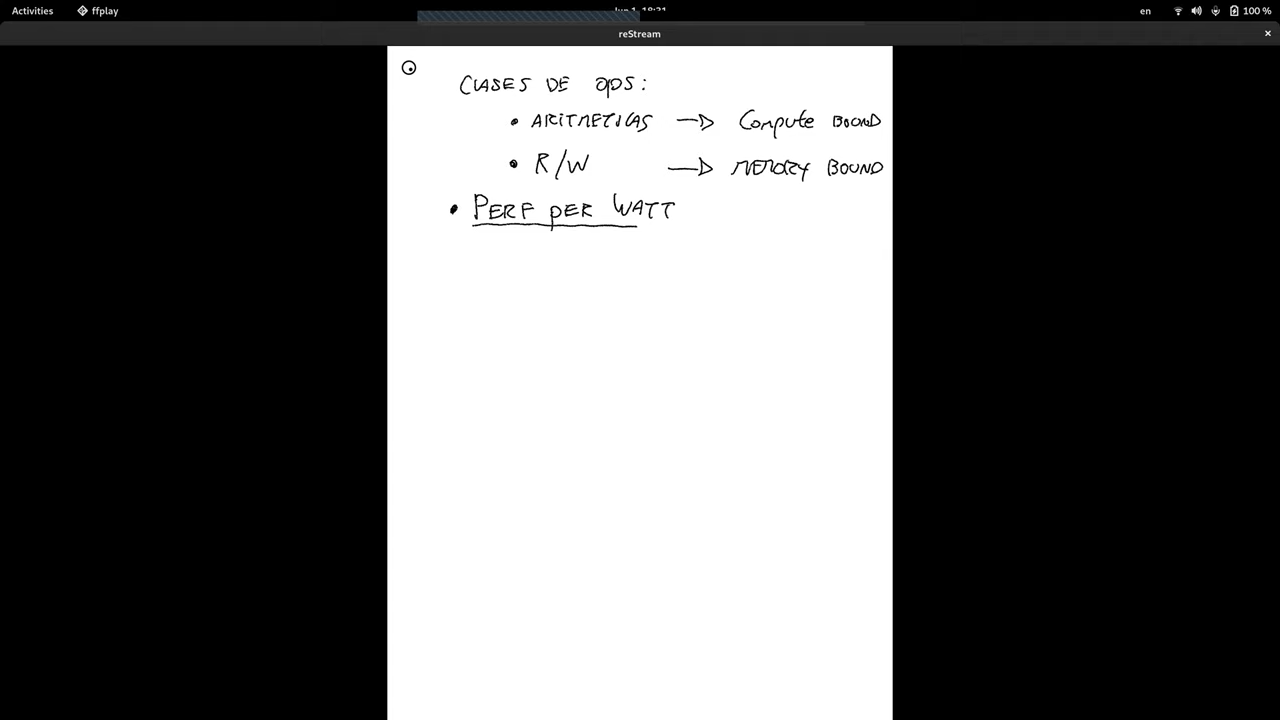 Activities ffplay en 100 %
reStream
CLASES DE OPS:
• ARITMETICAS → Compute BOUND
• R/W → MEMORY BOUND
• PERF PER WATT